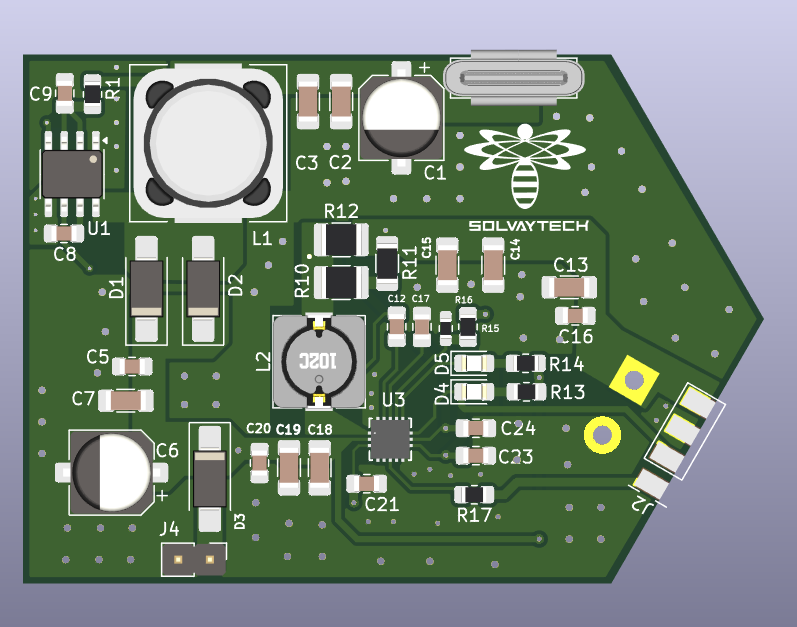 C9
R1
C3
C2
+
C1
U1
SOLVAYTECH
C8
L1
R12
R11
R10
C15
C14
D1
D2
C13
C12
C17
R16
R15
C16
L2
102C
C5
D5
R14
D4
R13
C7
U3
C6
+
C20
C19
C18
C24
C23
C21
R17
J2
D3
J4